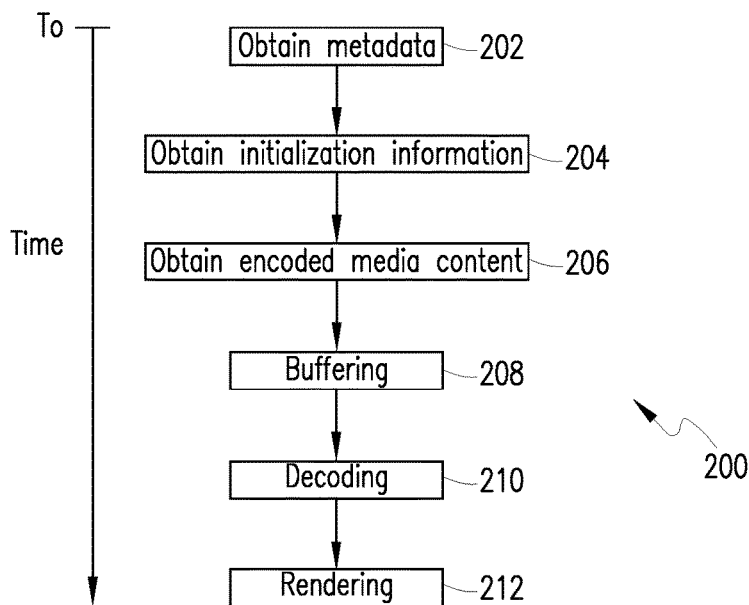 To
Obtain metadata
202
Obtain initialization information
204
Time
Obtain encoded media content
206
Buffering
208
200
Decoding
210
Rendering
212